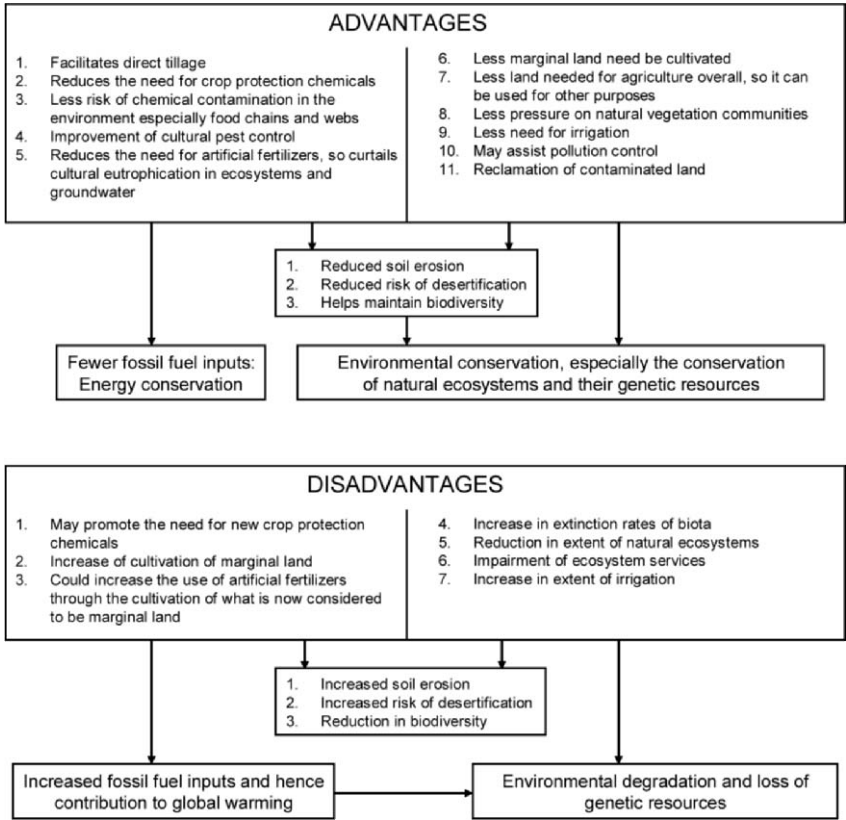 ADVANTAGES
1. Facilitates direct tillage
2. Reduces the need for crop protection chemicals
3. Less risk of chemical contamination in the
environment especially food chains and webs
4. Improvement of cultural pest control
5. Reduces the need for artificial fertilizers, so curtails
cultural eutrophication in ecosystems and
groundwater
6. Less marginal land need be cultivated
7. Less land needed for agriculture overall, so it can
be used for other purposes
8. Less pressure on natural vegetation communities
9. Less need for irrigation
10. May assist pollution control
11. Reclamation of contaminated land
1. Reduced soil erosion
2. Reduced risk of desertification
3. Helps maintain biodiversity
Fewer fossil fuel inputs:
Energy conservation
Environmental conservation, especially the conservation
of natural ecosystems and their genetic resources
DISADVANTAGES
1. May promote the need for new crop protection
chemicals
2. Increase of cultivation of marginal land
3. Could increase the use of artificial fertilizers
through the cultivation of what is now considered
to be marginal land
4. Increase in extinction rates of biota
5. Reduction in extent of natural ecosystems
6. Impairment of ecosystem services
7. Increase in extent of irrigation
1. Increased soil erosion
2. Increased risk of desertification
3. Reduction in biodiversity
Increased fossil fuel inputs and hence
contribution to global warming
Environmental degradation and loss of
genetic resources